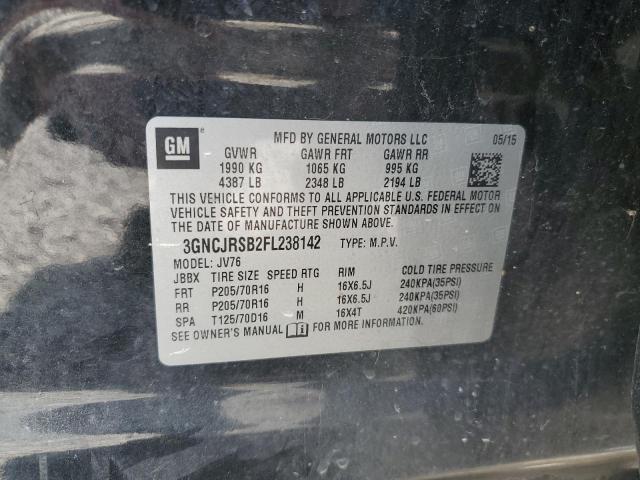 GM
MFD BY GENERAL MOTORS LLC 05/15
GVWR GAWR FRT GAWR RR
1990 KG 1065 KG 995 KG
4387 LB 2348 LB 2194 LB
THIS VEHICLE CONFORMS TO ALL APPLICABLE U.S. FEDERAL MOTOR
VEHICLE SAFETY AND THEFT PREVENTION STANDARDS IN EFFECT ON
THE DATE OF MANUFACTURE SHOWN ABOVE.
3GNCJRSB2FL238142 TYPE: M.P.V.
MODEL: JV76
JBBX TIRE SIZE SPEED RTG RIM COLD TIRE PRESSURE
FRT P205/70R16 H 16X6.5J 240KPA(35PSI)
RR P205/70R16 H 16X6.5J 240KPA(35PSI)
SPA T125/70D16 M 16X4T 420KPA(60PSI)
SEE OWNER'S MANUAL FOR MORE INFORMATION.